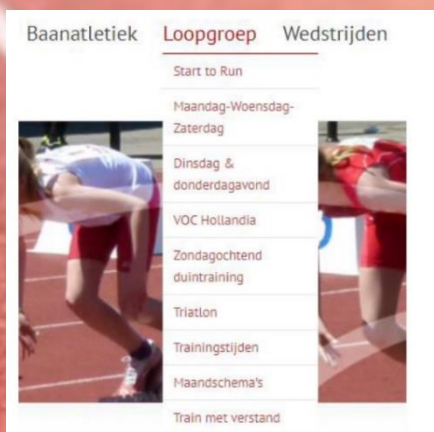 Baanatletiek Loopgroep Wedstrijden
Start to Run
Maandag-Woensdag-
Zaterdag
Dinsdag &
donderdagavond
VOC Hollandia
Zondagochtend
duintraining
Triatlon
Trainingstijden
Maandschema's
Train met verstand